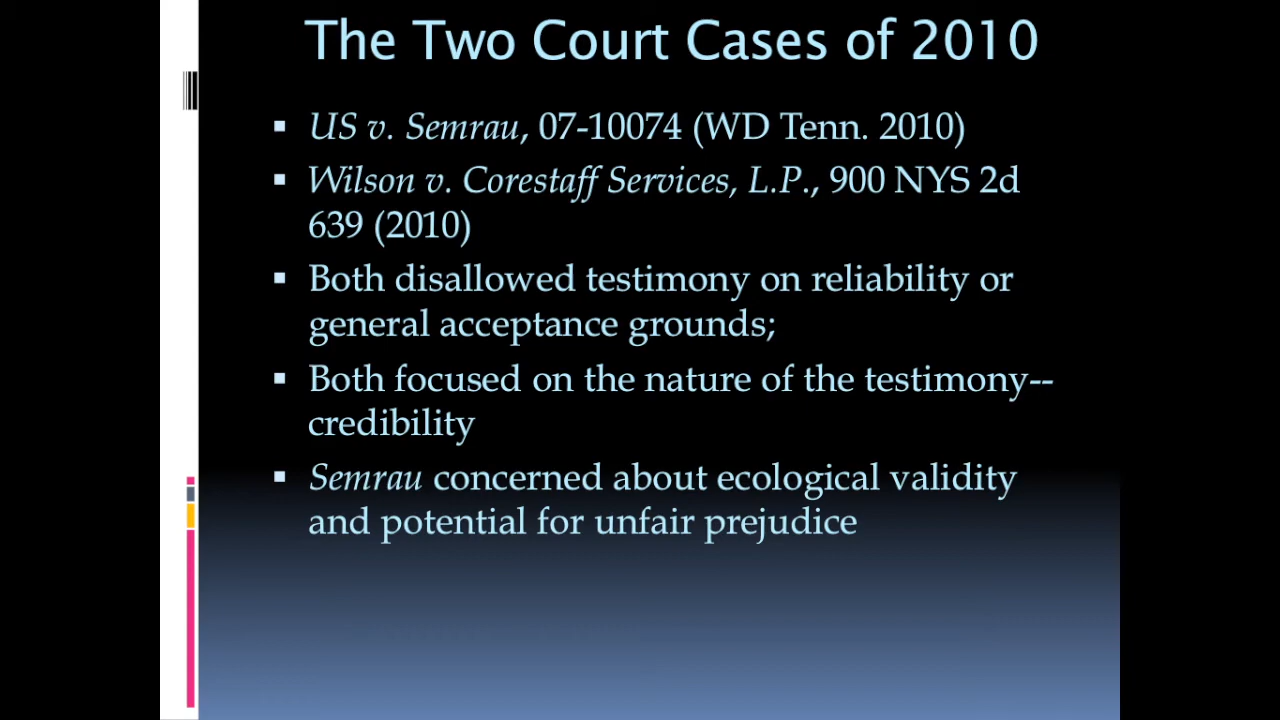 The Two Court Cases of 2010
▪ US v. Semrau, 07-10074 (WD Tenn. 2010)
▪ Wilson v. Corestaff Services, L.P., 900 NYS 2d
639 (2010)
▪ Both disallowed testimony on reliability or
general acceptance grounds;
▪ Both focused on the nature of the testimony--
credibility
▪ Semrau concerned about ecological validity
and potential for unfair prejudice